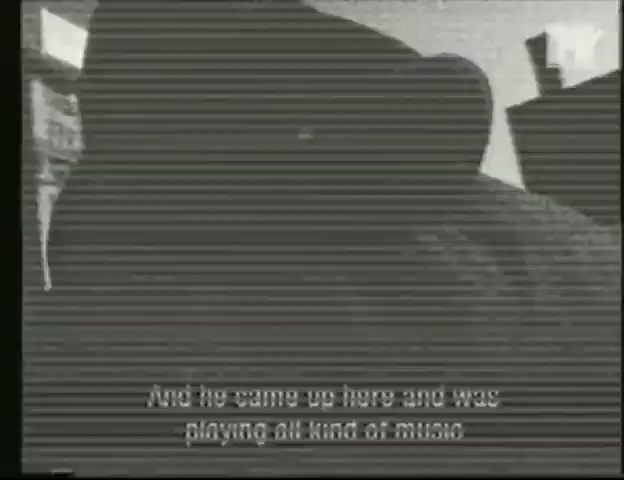 And he came up here and was
playing all kind of music